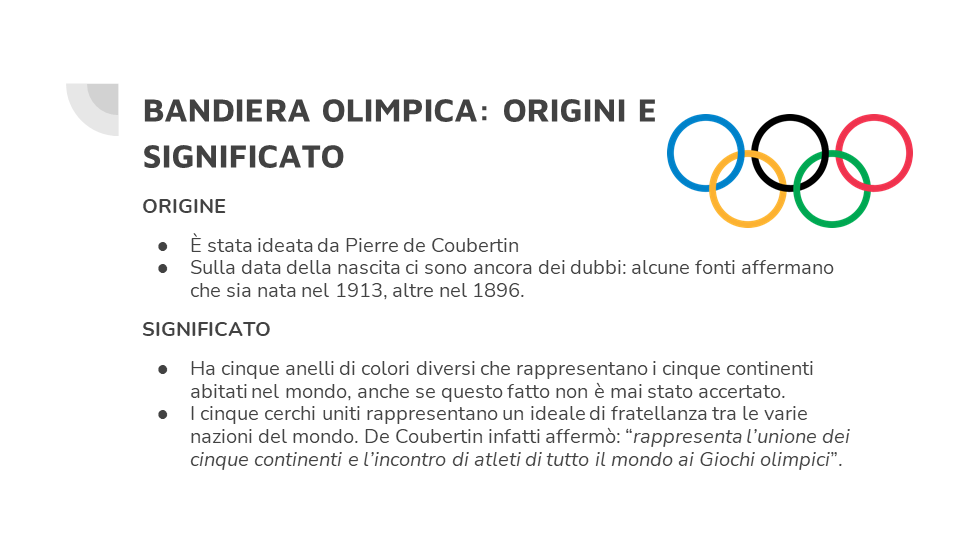 BANDIERA OLIMPICA: ORIGINI E
SIGNIFICATO
ORIGINE
● È stata ideata da Pierre de Coubertin
● Sulla data della nascita ci sono ancora dei dubbi: alcune fonti affermano
che sia nata nel 1913, altre nel 1896.
SIGNIFICATO
● Ha cinque anelli di colori diversi che rappresentano i cinque continenti
abitati nel mondo, anche se questo fatto non è mai stato accertato.
● I cinque cerchi uniti rappresentano un ideale di fratellanza tra le varie
nazioni del mondo. De Coubertin infatti affermò: “rappresenta l’unione dei
cinque continenti e l’incontro di atleti di tutto il mondo ai Giochi olimpici”.